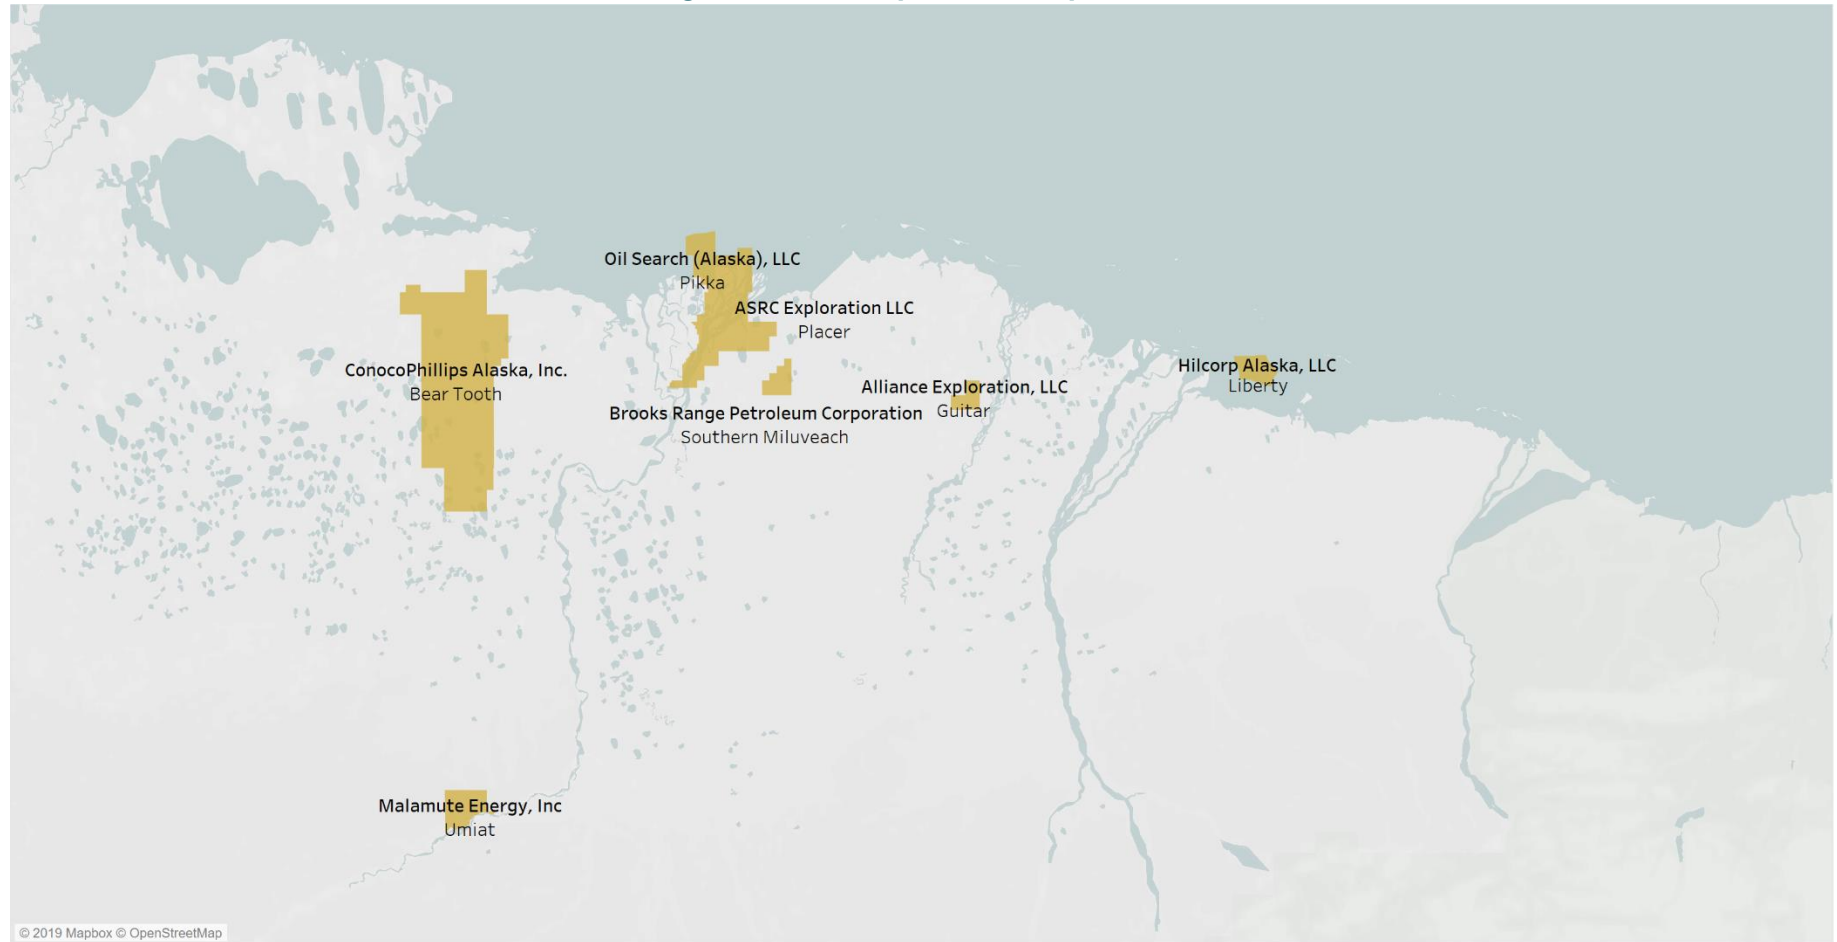 Oil Search (Alaska), LLC
Pikka
ASRC Exploration LLC
Placer
ConocoPhillips Alaska, Inc.
Bear Tooth
Hilcorp Alaska, LLC
Liberty
Alliance Exploration, LLC
Guitar
Brooks Range Petroleum Corporation
Southern Miluveach
Malamute Energy, Inc
Umiat
© 2019 Mapbox © OpenStreetMap